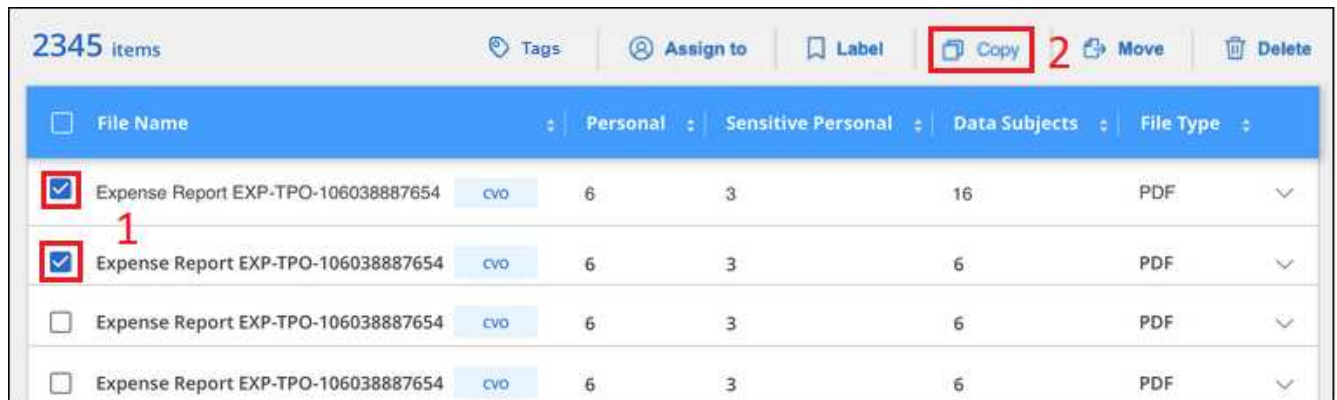 2345 items Tags Assign to Label Copy 2 Move Delete
File Name Personal Sensitive Personal Data Subjects File Type
Expense Report EXP-TPO-106038887654 CVO 6 3 16 PDF
1
Expense Report EXP-TPO-106038887654 CVO 6 3 6 PDF
Expense Report EXP-TPO-106038887654 CVO 6 3 6 PDF
Expense Report EXP-TPO-106038887654 CVO 6 3 6 PDF